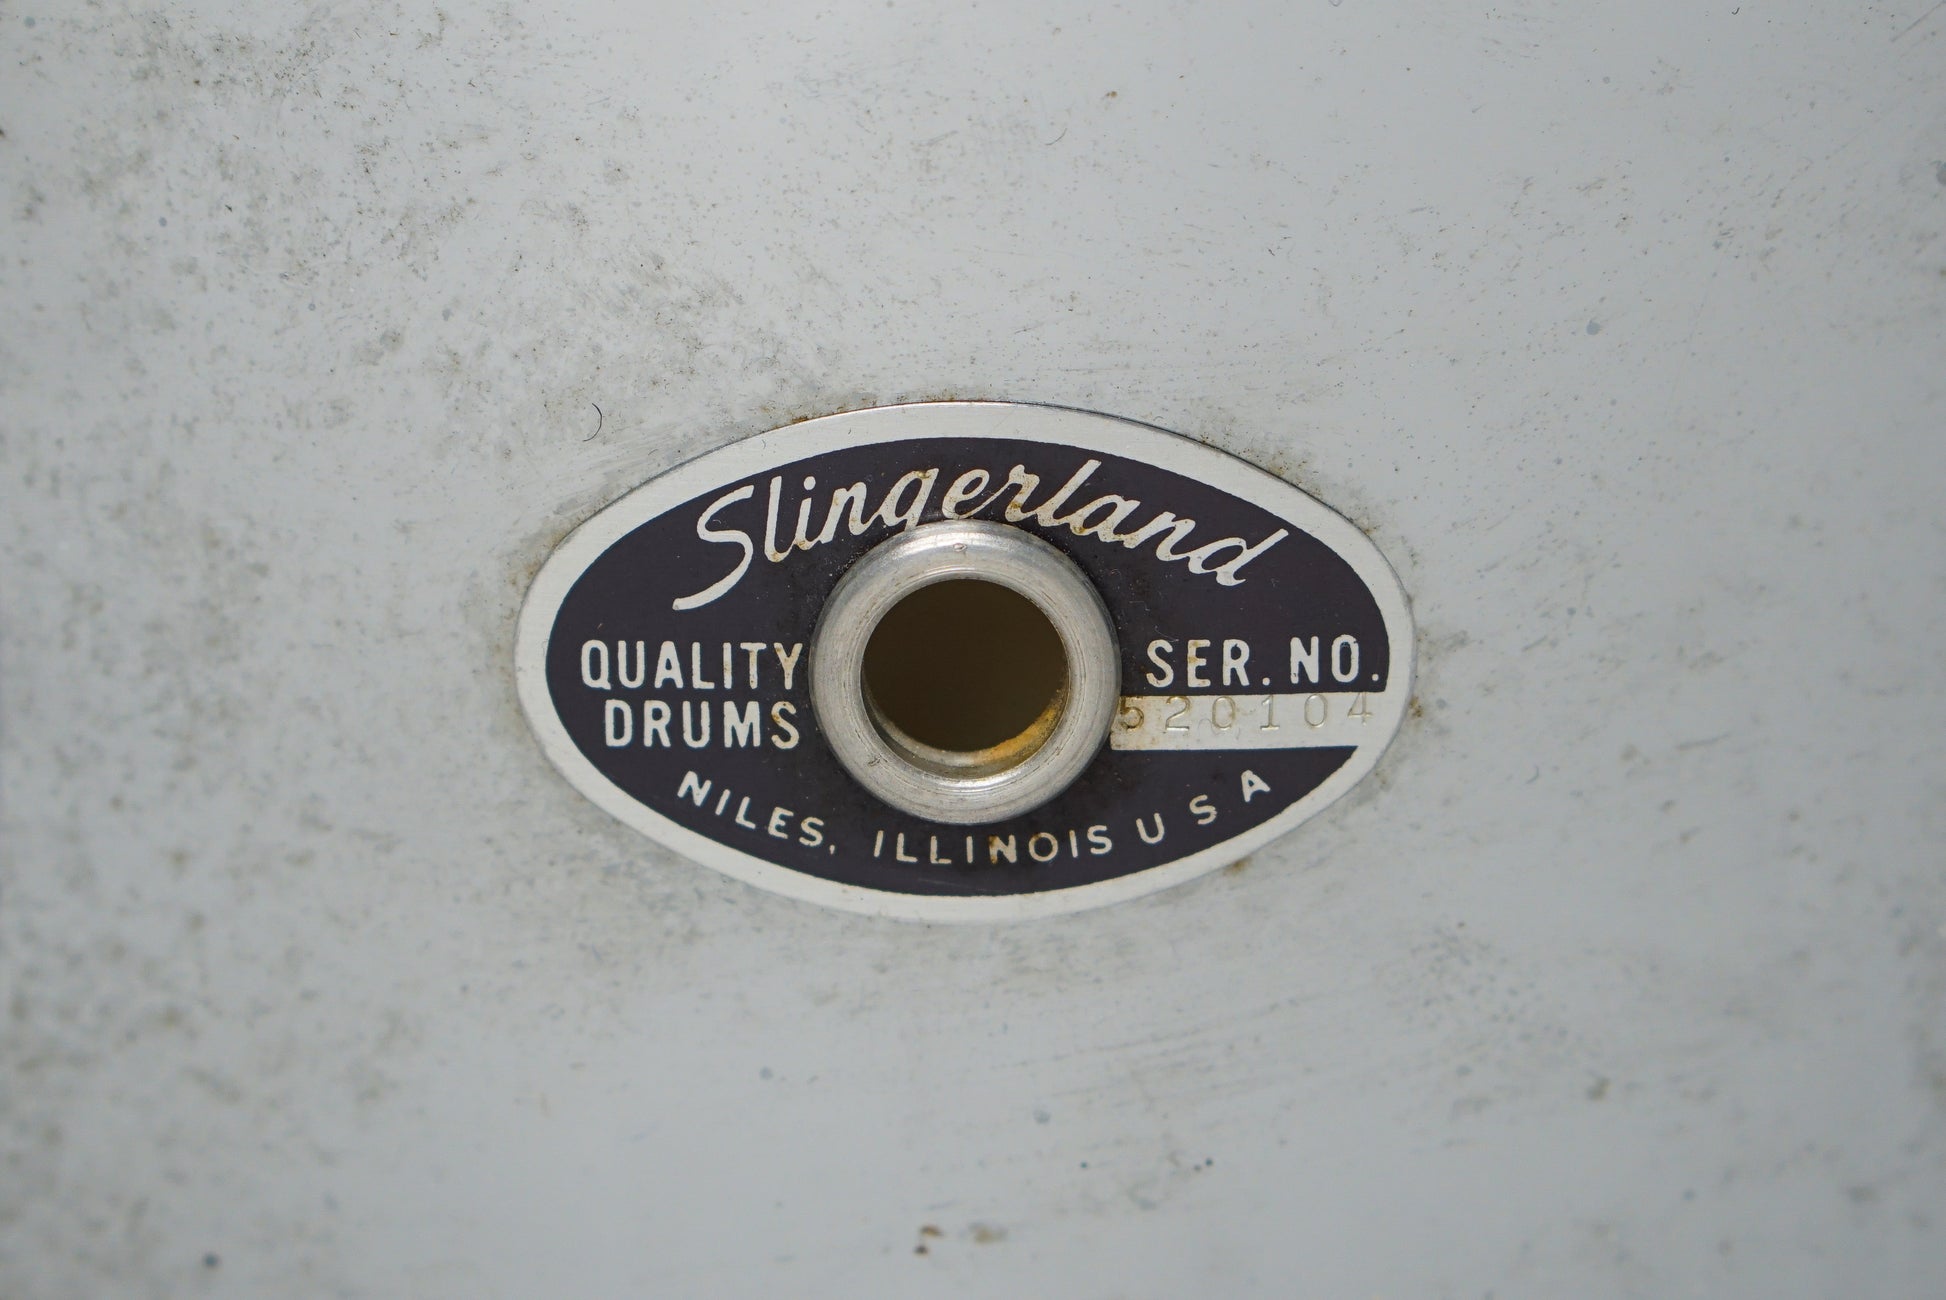 Slingerland
QUALITY
DRUMS
SER. NO.
520104
NILES, ILLINOIS U S A